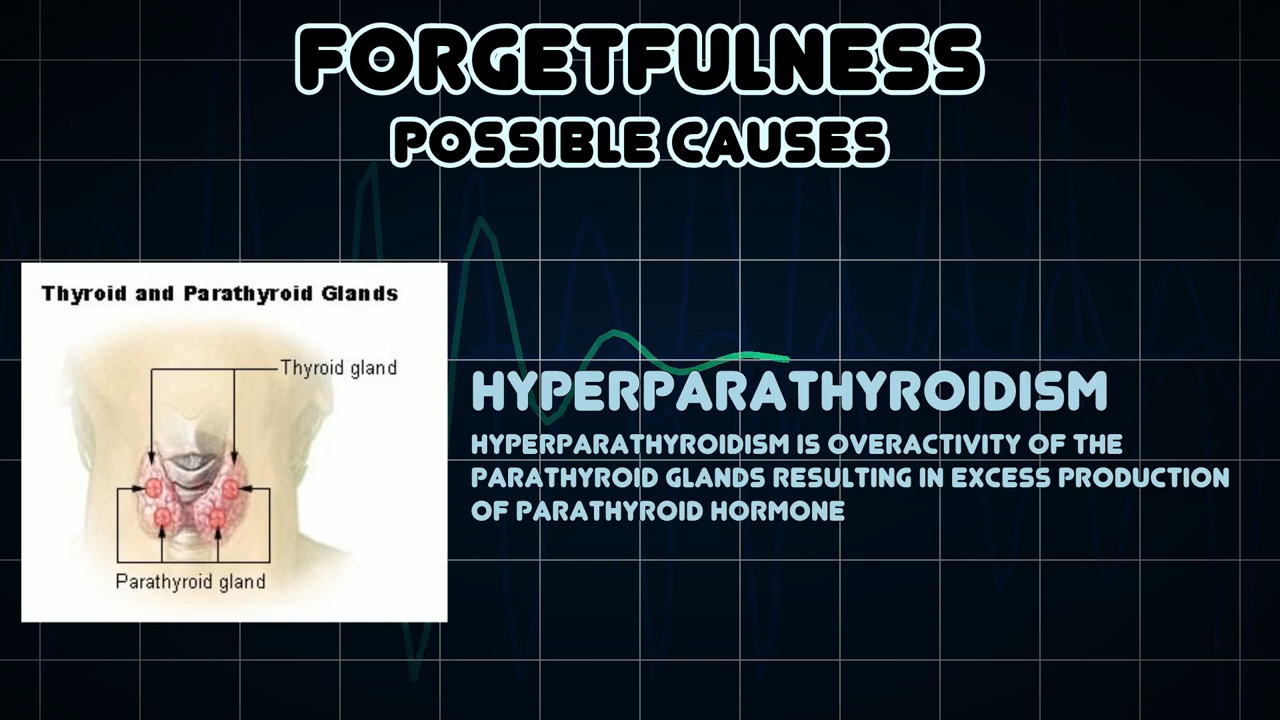 FORGETFULNESS
POSSIBLE CAUSES
Thyroid and Parathyroid Glands
Thyroid gland
Parathyroid gland
HYPERPARATHYROIDISM
HYPERPARATHYROIDISM IS OVERACTIVITY OF THE
PARATHYROID GLANDS RESULTING IN EXCESS PRODUCTION
OF PARATHYROID HORMONE